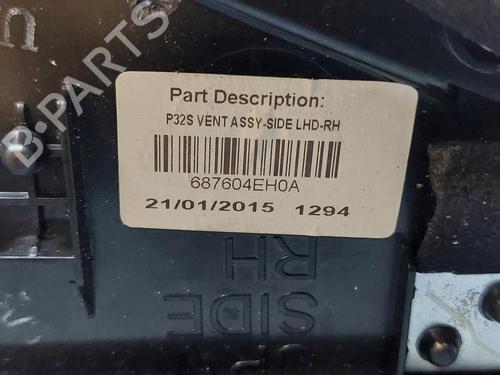 B-PARTS
Part Description:
P32S VENT ASSY-SIDE LHD-RH
687604EH0A
21/01/2015 1294
RH
SIDE